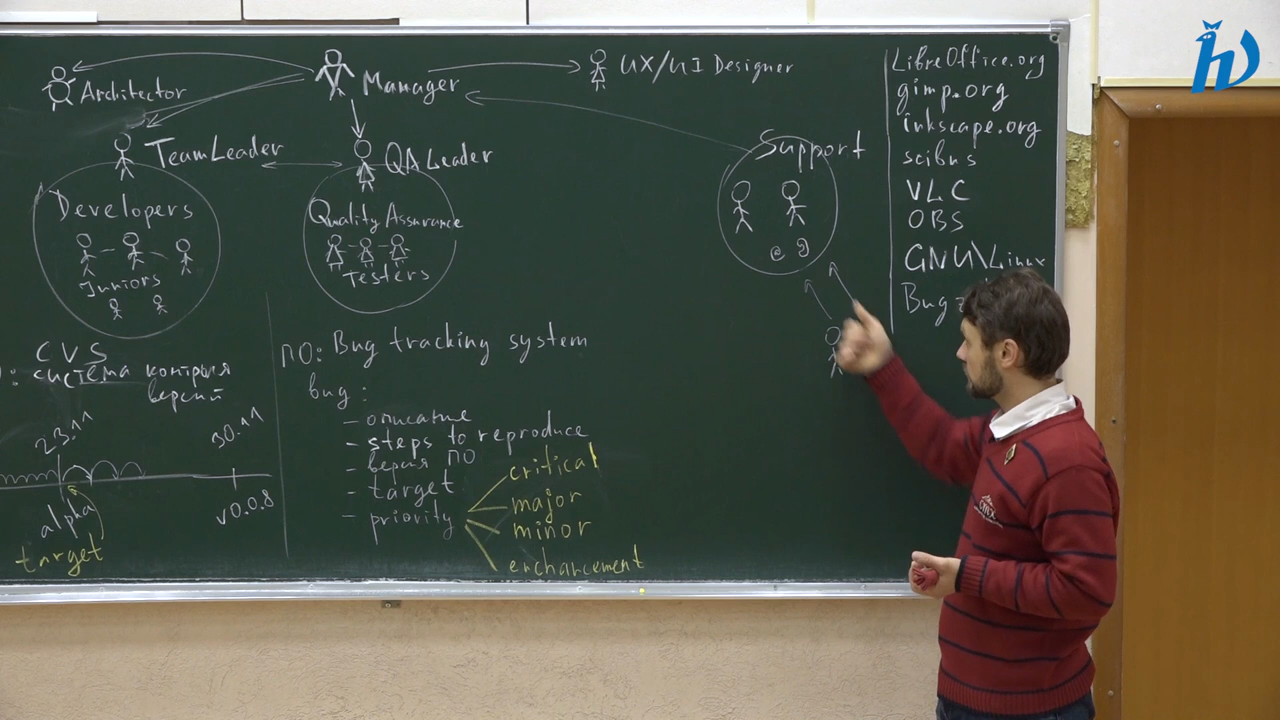 Architector
Manager
UX/UI Designer
TeamLeader
QA Leader
Developers
Juniors
Quality Assurance
Testers
Support
LibreOffice.org
gimp.org
inkscape.org
scibus
VLC
OBS
GNU\Linux
Bug
CVS
: система контроля
версий
23.11
30.11
alpha
v0.0.8
target
ПО: Bug tracking system
вид:
- описатие
- steps to reproduce
- версия ПО
- target
- priority
critical
major
minor
enchancement